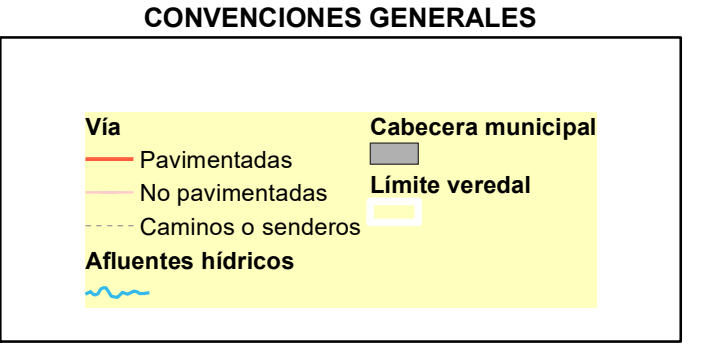 CONVENCIONES GENERALES
Vía
Pavimentadas
No pavimentadas
Caminos o senderos
Afluentes hídricos
Cabecera municipal
Límite veredal